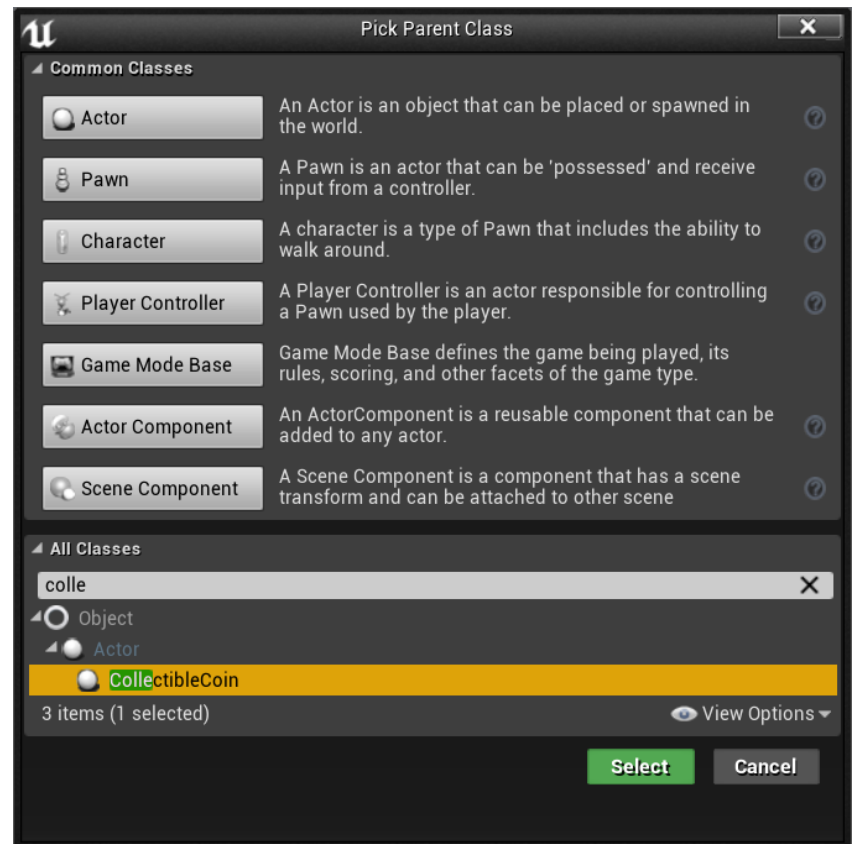 Pick Parent Class
Common Classes
Actor
An Actor is an object that can be placed or spawned in
the world.
Pawn
A Pawn is an actor that can be 'possessed' and receive
input from a controller.
Character
A character is a type of Pawn that includes the ability to
walk around.
Player Controller
A Player Controller is an actor responsible for controlling
a Pawn used by the player.
Game Mode Base
Game Mode Base defines the game being played, its
rules, scoring, and other facets of the game type.
Actor Component
An ActorComponent is a reusable component that can be
added to any actor.
Scene Component
A Scene Component is a component that has a scene
transform and can be attached to other scene
All Classes
colle
Object
Actor
CollectibleCoin
3 items (1 selected)
View Options
Select
Cancel